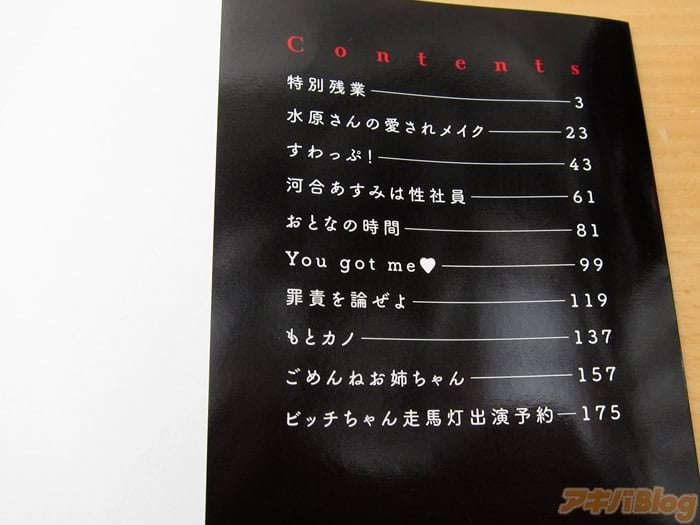 Contents
特別残業 3
水原さんの愛されメイク 23
すわっぷ! 43
河合あすみは性社員 61
おとなの時間 81
You got me♥ 99
罪責を論ぜよ 119
もとカノ 137
ごめんねお姉ちゃん 157
ビッチちゃん走馬灯出演予約 175
アキバBlog